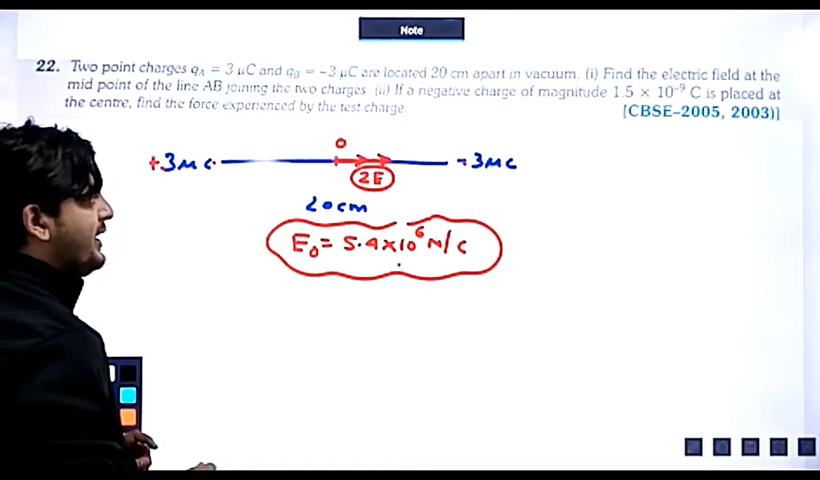 Note
22. Two point charges qA = 3 μC and qB = −3 μC are located 20 cm apart in vacuum. (i) Find the electric field at the
mid point of the line AB joining the two charges. (ii) If a negative charge of magnitude 1.5 × 10⁻⁹ C is placed at
the centre, find the force experienced by the test charge.
[CBSE–2005, 2003)]
O
+3μC
-3μC
2E
20cm
E₀ = 5.4×10⁶ N/C